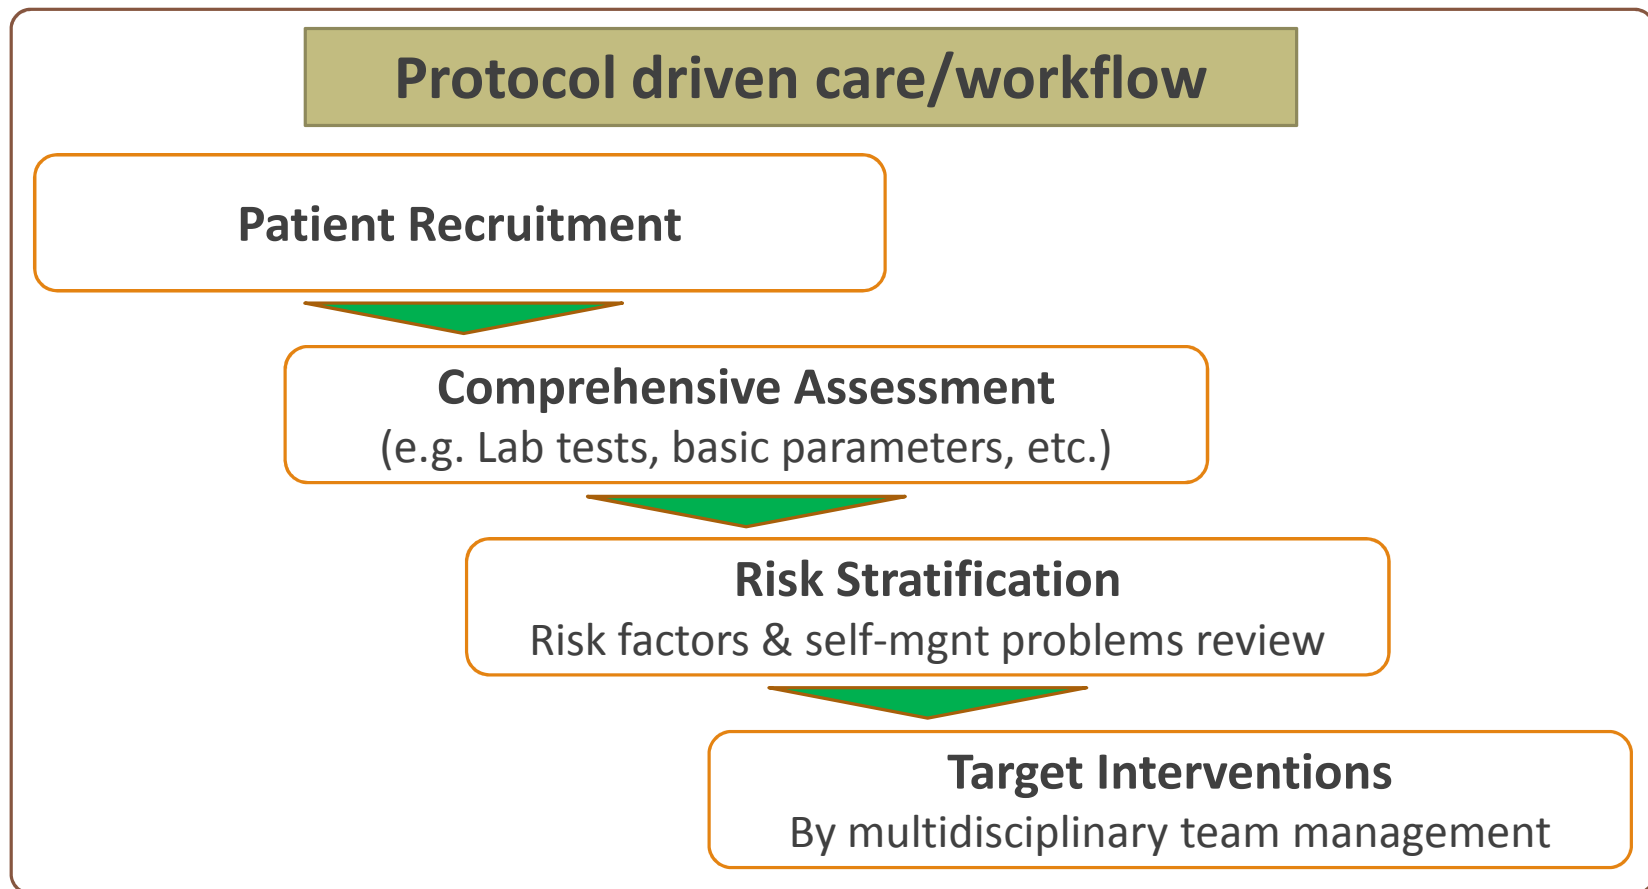 Protocol driven care/workflow
Patient Recruitment
Comprehensive Assessment
(e.g. Lab tests, basic parameters, etc.)
Risk Stratification
Risk factors & self-mgnt problems review
Target Interventions
By multidisciplinary team management